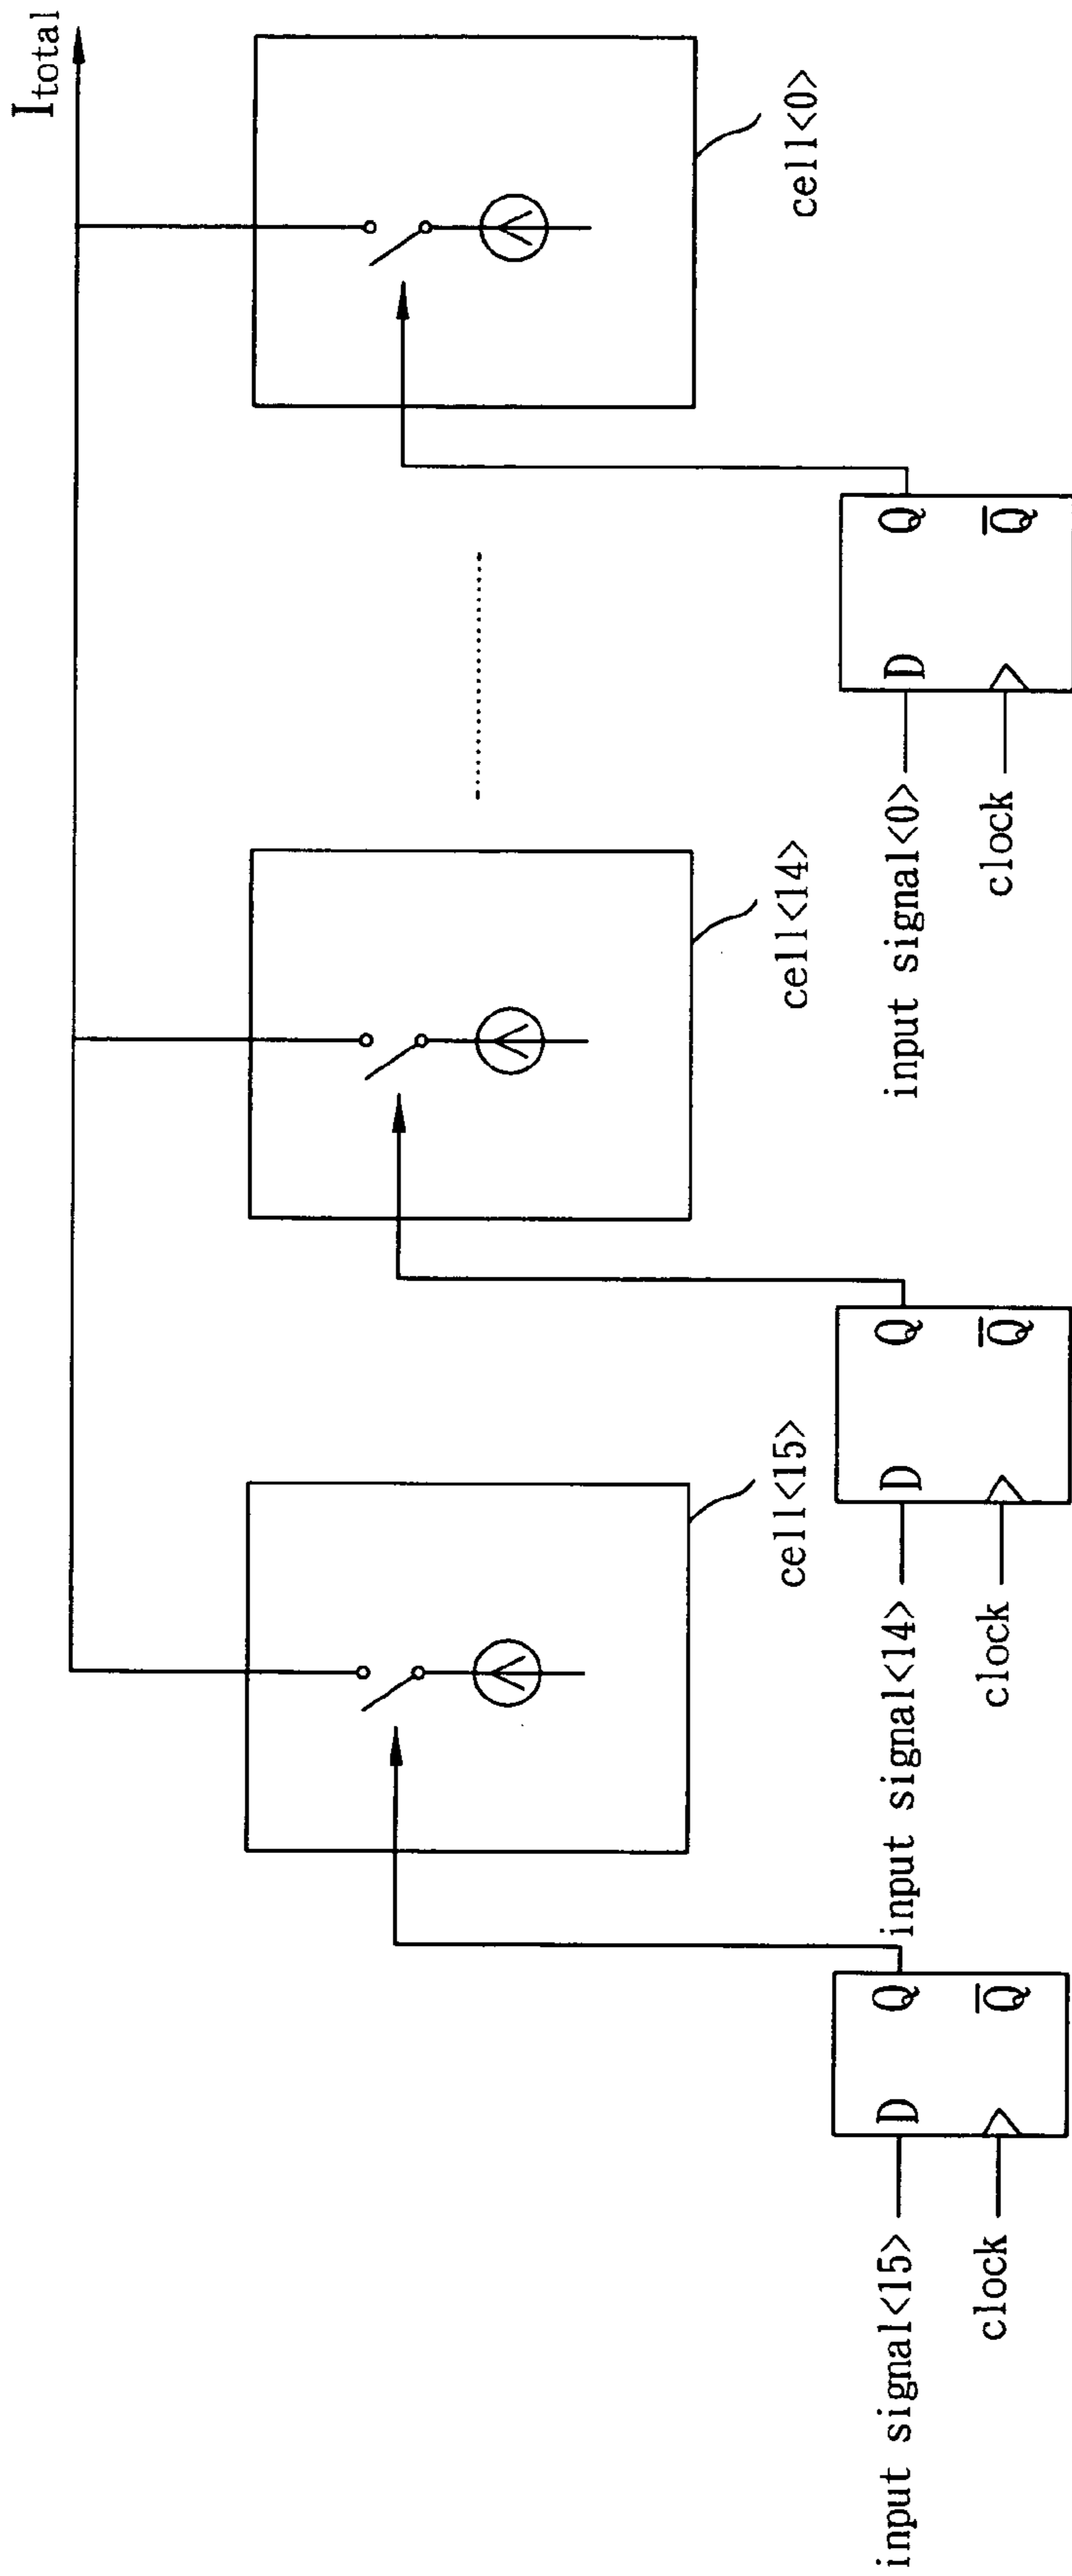 I_total
cell<15>
cell<14>
cell<0>
input signal<15>
D
Q
clock
Q̅
input signal<14>
D
Q
clock
Q̅
input signal<0>
D
Q
clock
Q̅